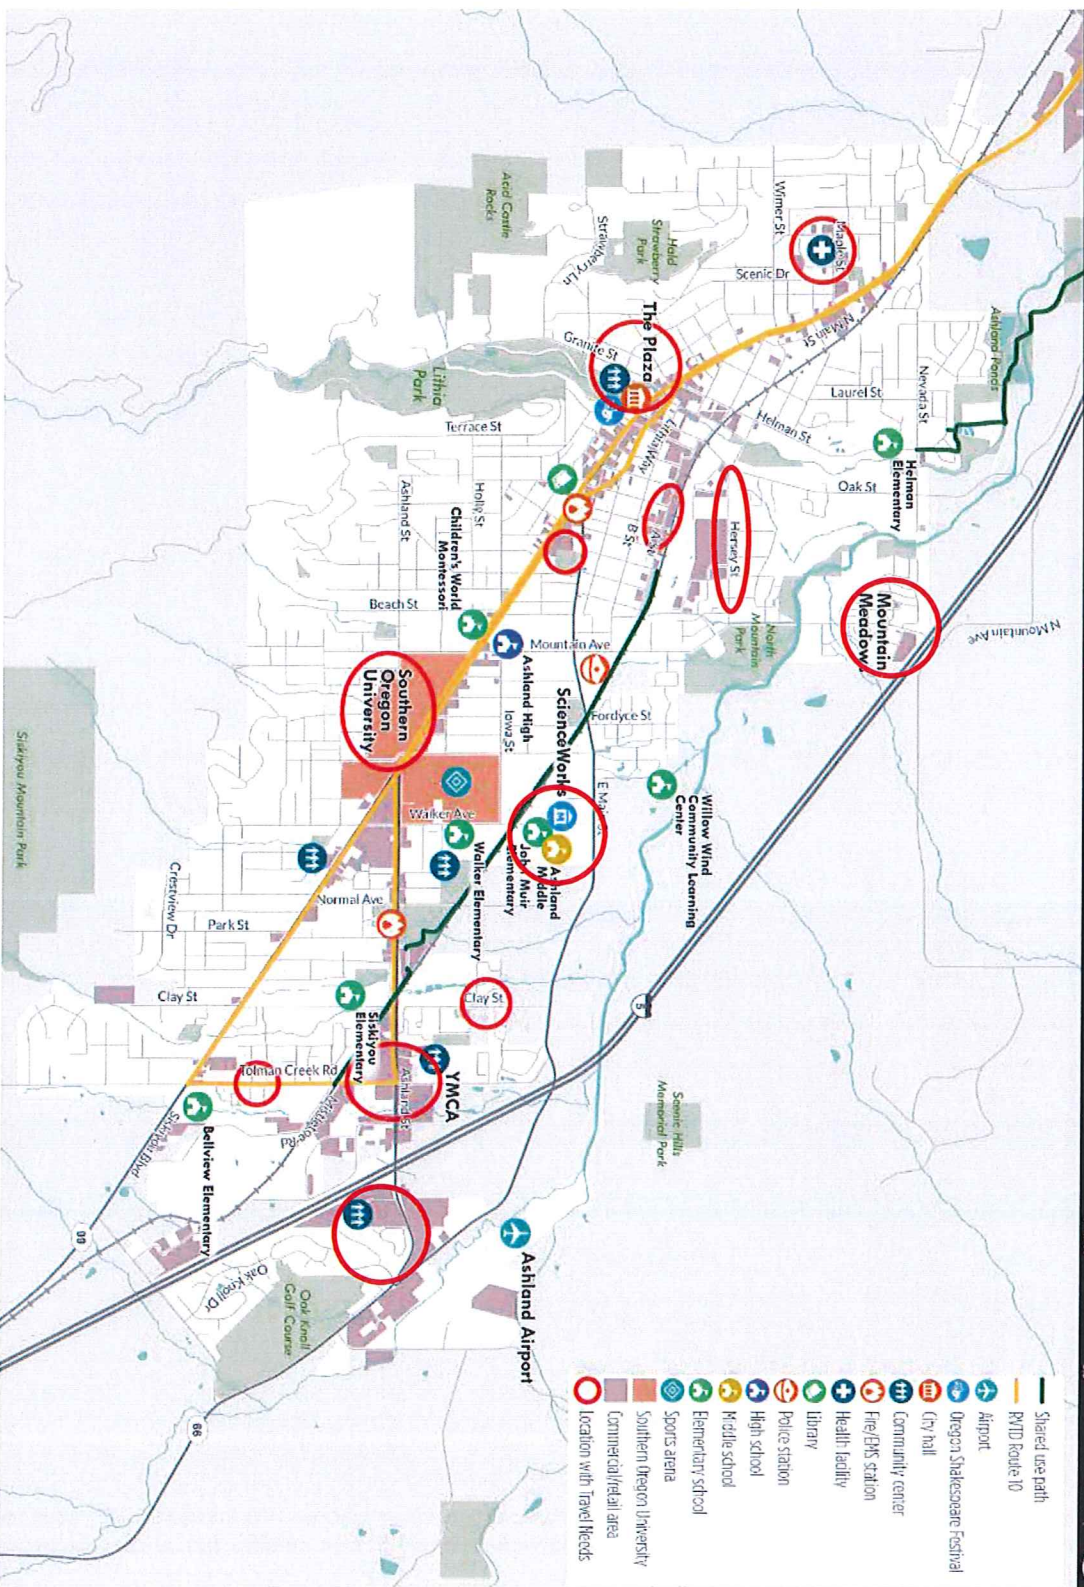 Shared use path
RVTD Route 10
Airport
Oregon Shakespeare Festival
City hall
Community center
Fire/EMS station
Health facility
Library
Police station
High school
Middle school
Elementary school
Sports arena
Southern Oregon University
Commercial/retail area
Location with Travel Needs
Ashland Ponds
N Mountain Ave
Nevada St
Helman
Elementary
Mountain
Meadow
Laurel St
Oak St
Maple St
N Main St
Helman St
Wimer St
Scenic Dr
Hersey St
North
Mountain
Park
Willow Wind
Community Learning
Center
5
Scenic Hills
Memorial Park
Hald
Strawberry
Park
Strawberry Ln
The Plaza
Granite St
Lithia Way
B St
Fordyce St
E Main St
Mountain Ave
ScienceWorks
Ashland
Middle
John Muir
Elementary
Ashland High
Iowa St
Ashland Airport
Acid Castle
Rocks
Lithia
Park
Terrace St
Holly St
Ashland St
Children's World
Montessori
Beach St
Southern
Oregon
University
Walker Ave
Walker Elementary
Clay St
YMCA
Ashland St
Siskiyou
Elementary
Normal Ave
Tolman Creek Rd
Mistletoe Rd
Park St
Crestview Dr
Clay St
Bellview Elementary
Siskiyou Blvd
Oak Knoll Dr
Oak Knoll
Golf Course
99
66
Siskiyou Mountain Park